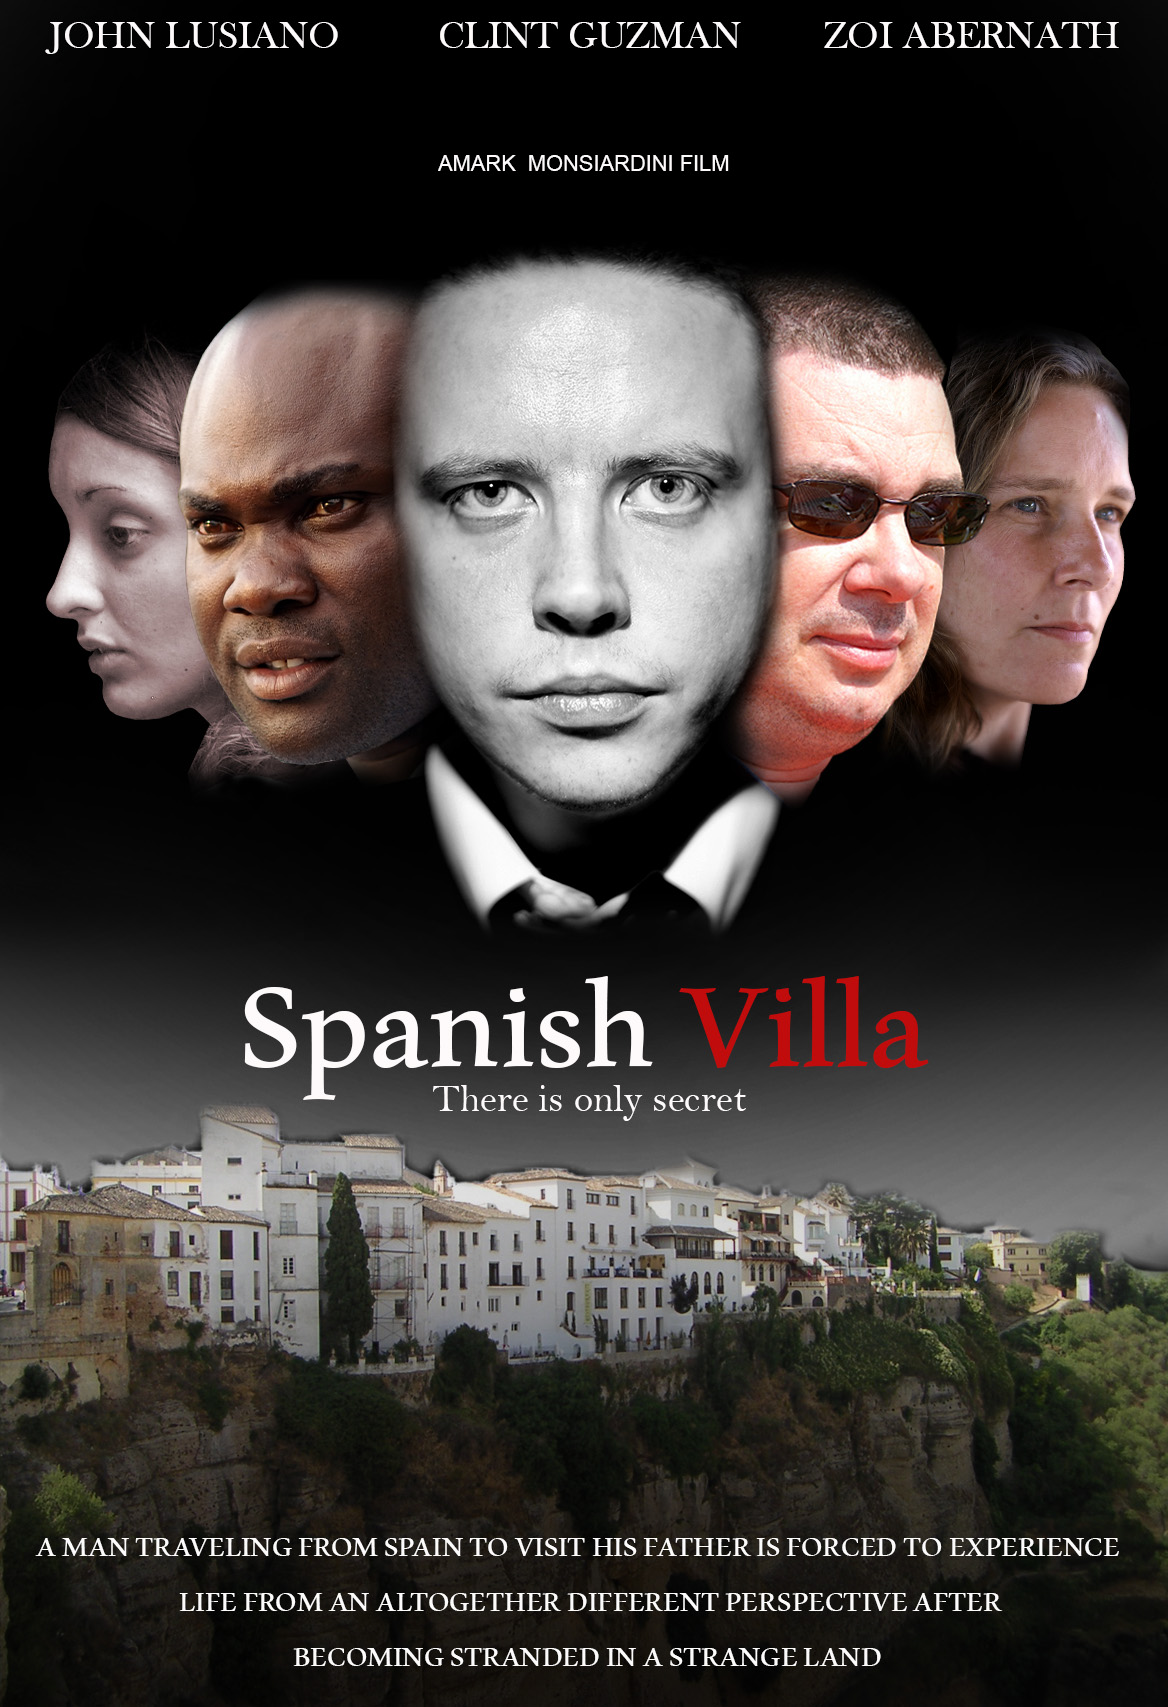 JOHN LUSIANO CLINT GUZMAN ZOI ABERNATH
AMARK MONSIARDINI FILM
Spanish Villa
There is only secret
A MAN TRAVELING FROM SPAIN TO VISIT HIS FATHER IS FORCED TO EXPERIENCE
LIFE FROM AN ALTOGETHER DIFFERENT PERSPECTIVE AFTER
BECOMING STRANDED IN A STRANGE LAND